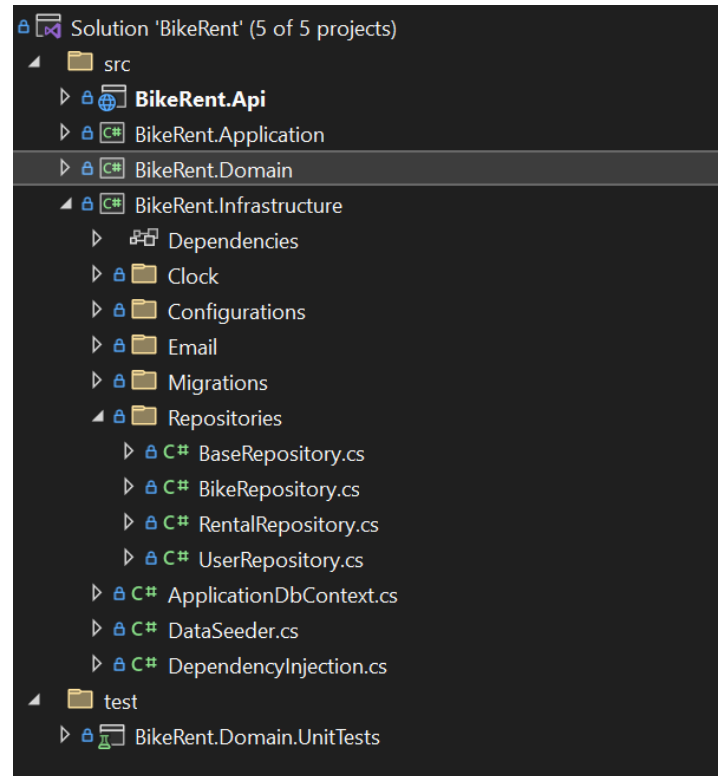 Solution 'BikeRent' (5 of 5 projects)
src
BikeRent.Api
C# BikeRent.Application
C# BikeRent.Domain
C# BikeRent.Infrastructure
Dependencies
Clock
Configurations
Email
Migrations
Repositories
C# BaseRepository.cs
C# BikeRepository.cs
C# RentalRepository.cs
C# UserRepository.cs
C# ApplicationDbContext.cs
C# DataSeeder.cs
C# DependencyInjection.cs
test
BikeRent.Domain.UnitTests